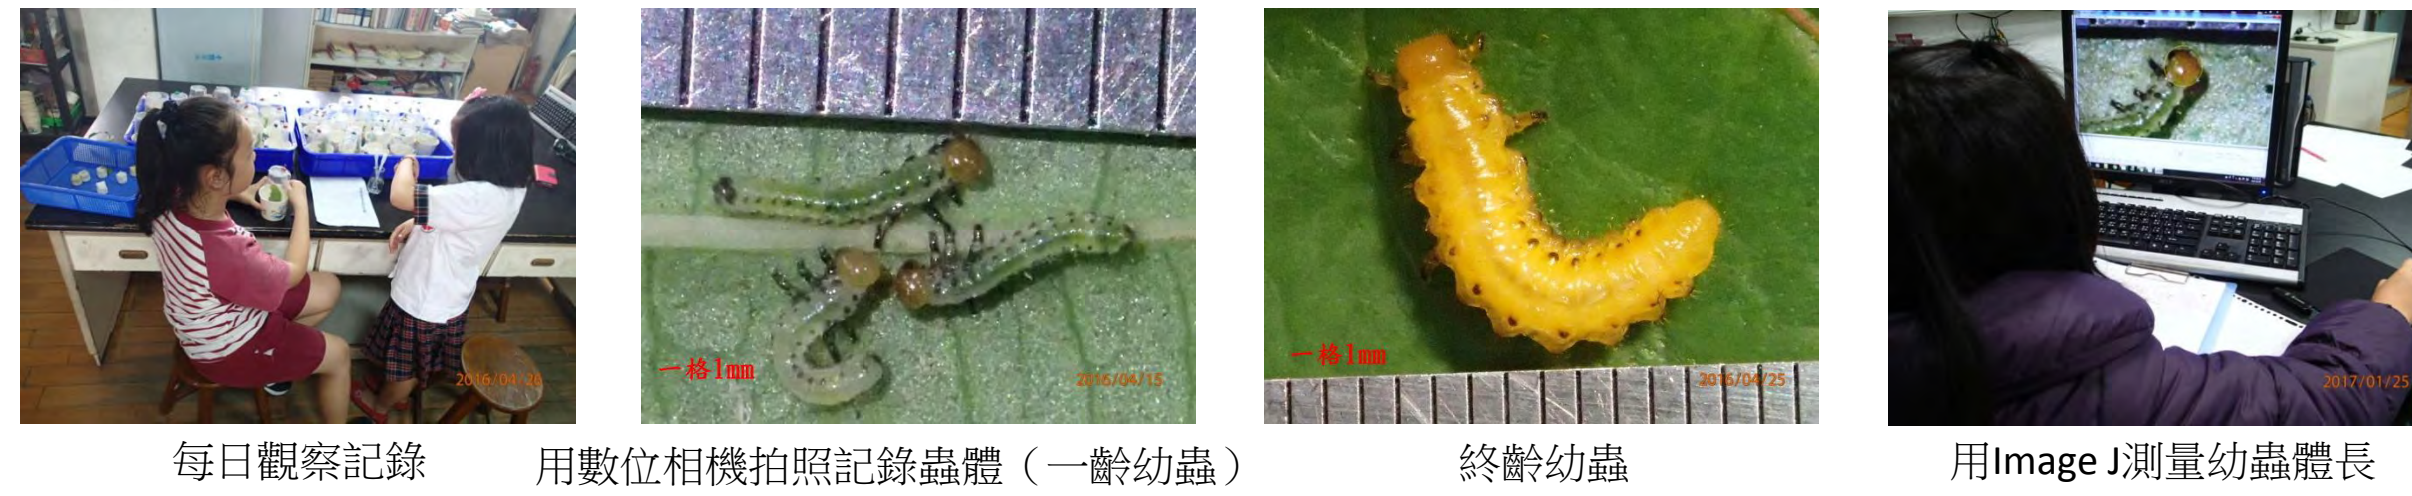 2016/04/26
一格1mm
2016/04/15
一格1mm
2016/04/25
2017/01/25
每日觀察記錄
用數位相機拍照記錄蟲體（一齡幼蟲）
終齡幼蟲
用Image J測量幼蟲體長